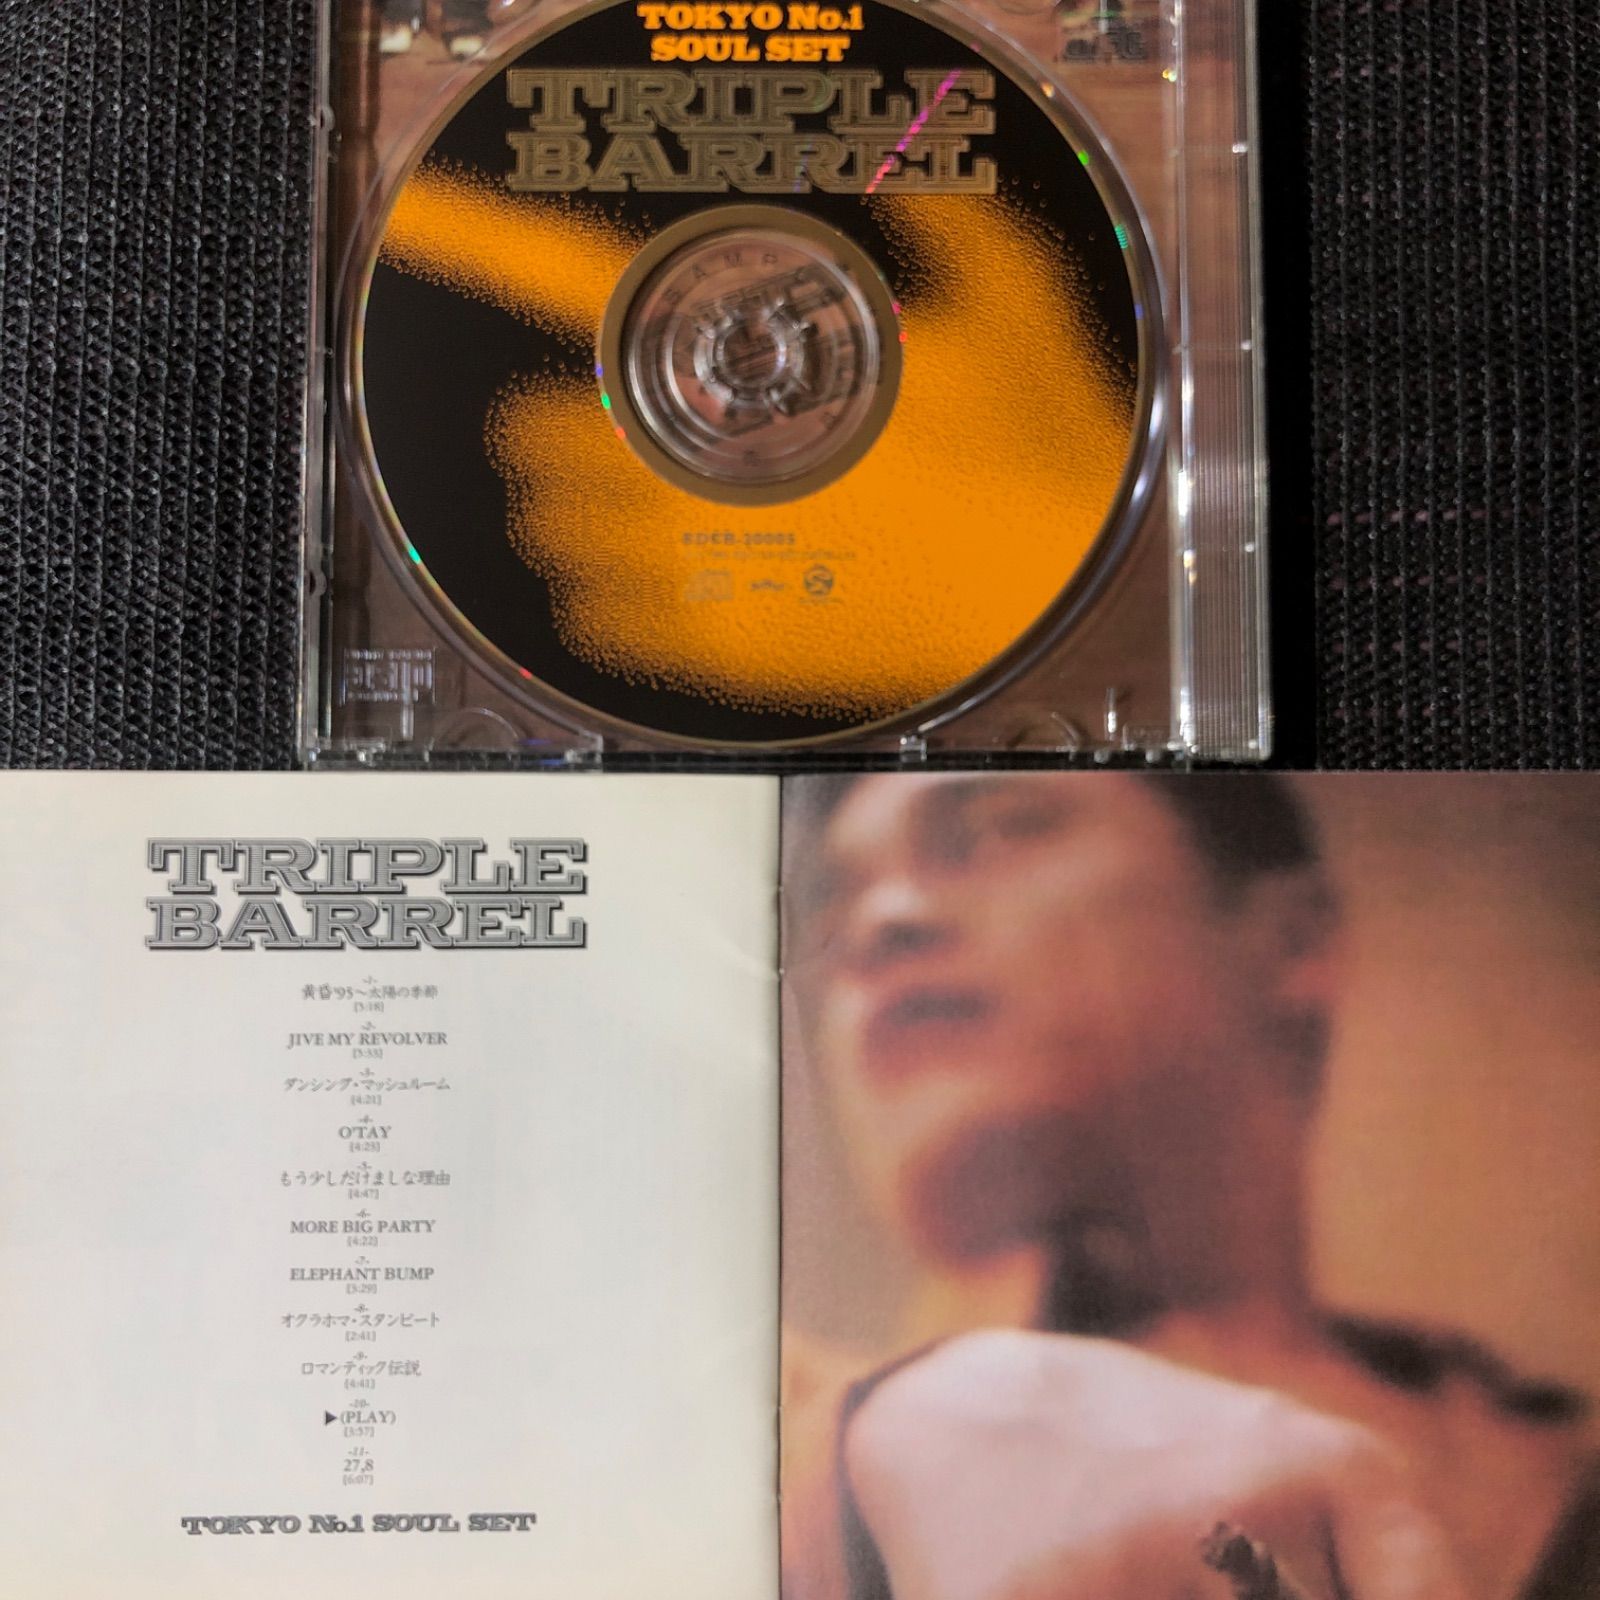 TOKYO No.1
SOUL SET
TRIPLE
BARREL
disc
TRIPLE
BARREL
-1-
黄昏'95〜太陽の季節
[5:18]
-2-
JIVE MY REVOLVER
[5:33]
-3-
ダンシング・マッシュルーム
[4:21]
-4-
O'TAY
[4:23]
-5-
もう少しだけましな理由
[4:47]
-6-
MORE BIG PARTY
[4:22]
-7-
ELEPHANT BUMP
[3:29]
-8-
オクラホマ・スタンピート
[2:41]
-9-
ロマンティック伝説
[4:41]
-10-
▶(PLAY)
[3:57]
-11-
27,8
[6:07]
TOKYO No.1 SOUL SET